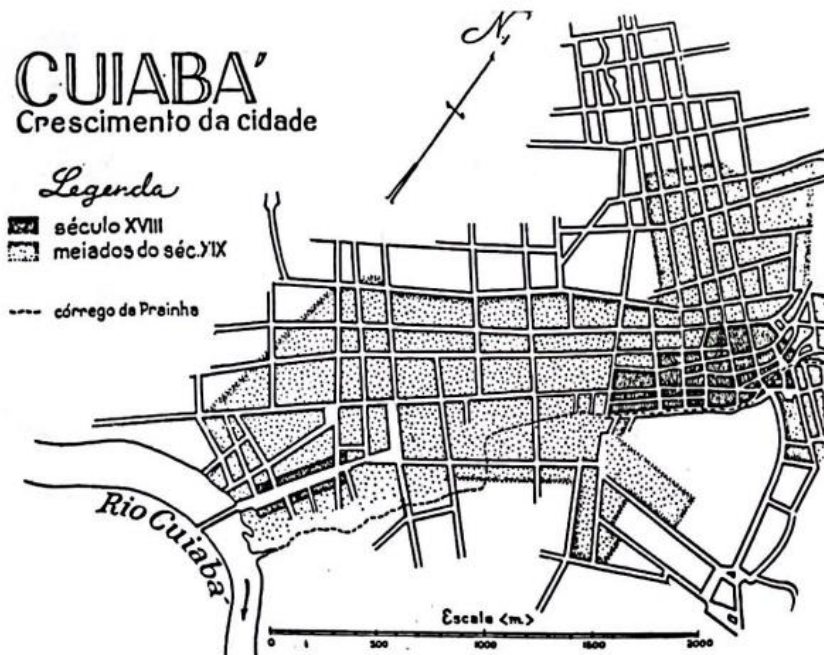 CUIABA'
Crescimento da cidade
N.
Legenda
século XVIII
meiados do séc. XIX
córrego da Prainha
Rio Cuiabá
Escala <m.>
0 500 1000 1500 2000